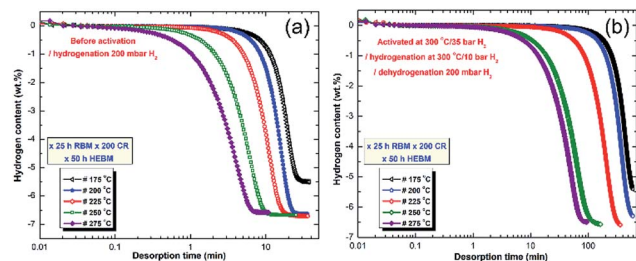 (a)
Before activation
/ hydrogenation 200 mbar H2
x 25 h RBM x 200 CR
x 50 h HEBM
# 175 °C
# 200 °C
# 225 °C
# 250 °C
# 275 °C
Hydrogen content (wt.%)
0
-1
-2
-3
-4
-5
-6
-7
0.01
0.1
1
10
Desorption time (min)
(b)
Activated at 300 °C/35 bar H2
/ hydrogenation at 300 °C/10 bar H2
/ dehydrogenation 200 mbar H2
x 25 h RBM x 200 CR
x 50 h HEBM
# 175 °C
# 200 °C
# 225 °C
# 250 °C
# 275 °C
Hydrogen content (wt.%)
0
-1
-2
-3
-4
-5
-6
-7
0.01
0.1
1
10
100
Desorption time (min)